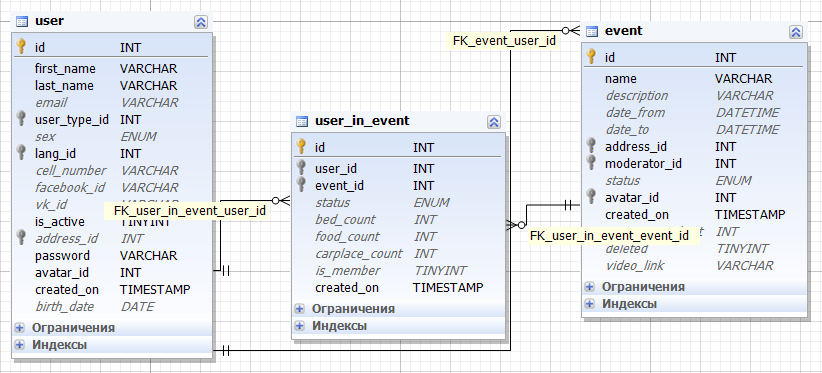 user
id INT
first_name VARCHAR
last_name VARCHAR
email VARCHAR
user_type_id INT
sex ENUM
lang_id INT
cell_number VARCHAR
facebook_id VARCHAR
vk_id
is_active TINYINT
address_id INT
password VARCHAR
avatar_id INT
created_on TIMESTAMP
birth_date DATE
Ограничения
Индексы
FK_user_in_event_user_id
user_in_event
id INT
user_id INT
event_id INT
status ENUM
bed_count INT
food_count INT
carplace_count INT
is_member TINYINT
created_on TIMESTAMP
Ограничения
Индексы
FK_event_user_id
FK_user_in_event_event_id
event
id INT
name VARCHAR
description VARCHAR
date_from DATETIME
date_to DATETIME
address_id INT
moderator_id INT
status ENUM
avatar_id INT
created_on TIMESTAMP
INT
deleted TINYINT
video_link VARCHAR
Ограничения
Индексы